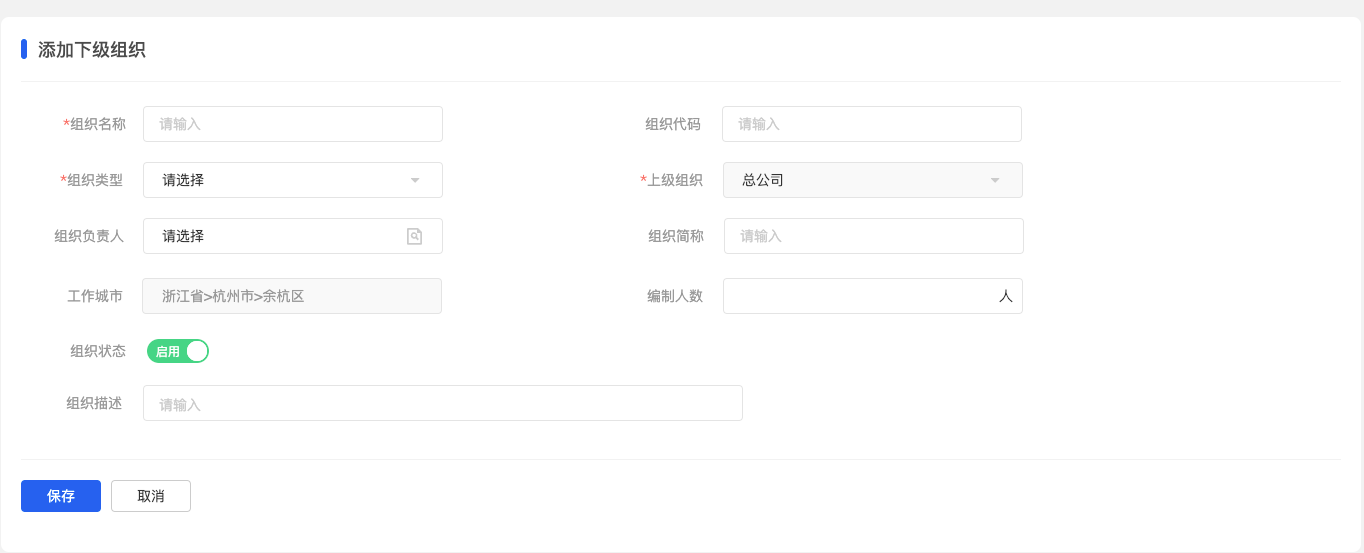 添加下级组织
*组织名称 请输入 组织代码 请输入
*组织类型 请选择 *上级组织 总公司
组织负责人 请选择 组织简称 请输入
工作城市 浙江省>杭州市>余杭区 编制人数 人
组织状态 启用
组织描述 请输入
保存 取消